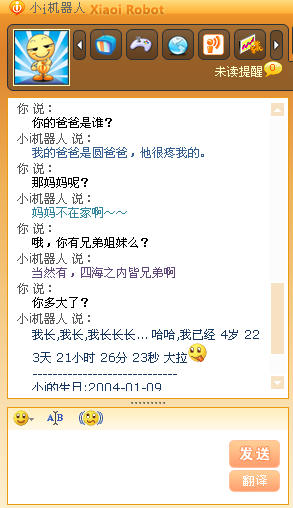 小i机器人 Xiaoi Robot
未读提醒 0
你 说：
你的爸爸是谁？
小i机器人 说：
我的爸爸是圆爸爸，他很疼我的。
你 说：
那妈妈呢？
小i机器人 说：
妈妈不在家啊～～
你 说：
哦，你有兄弟姐妹么？
小i机器人 说：
当然有，四海之内皆兄弟啊
你 说：
你多大了？
小i机器人 说：
我长,我长,我长长长... 哈哈,我已经 4岁 22
3天 21小时 26分 23秒 大拉
-----------------------------
小i的生日:2004-01-09
A B
发 送
翻译